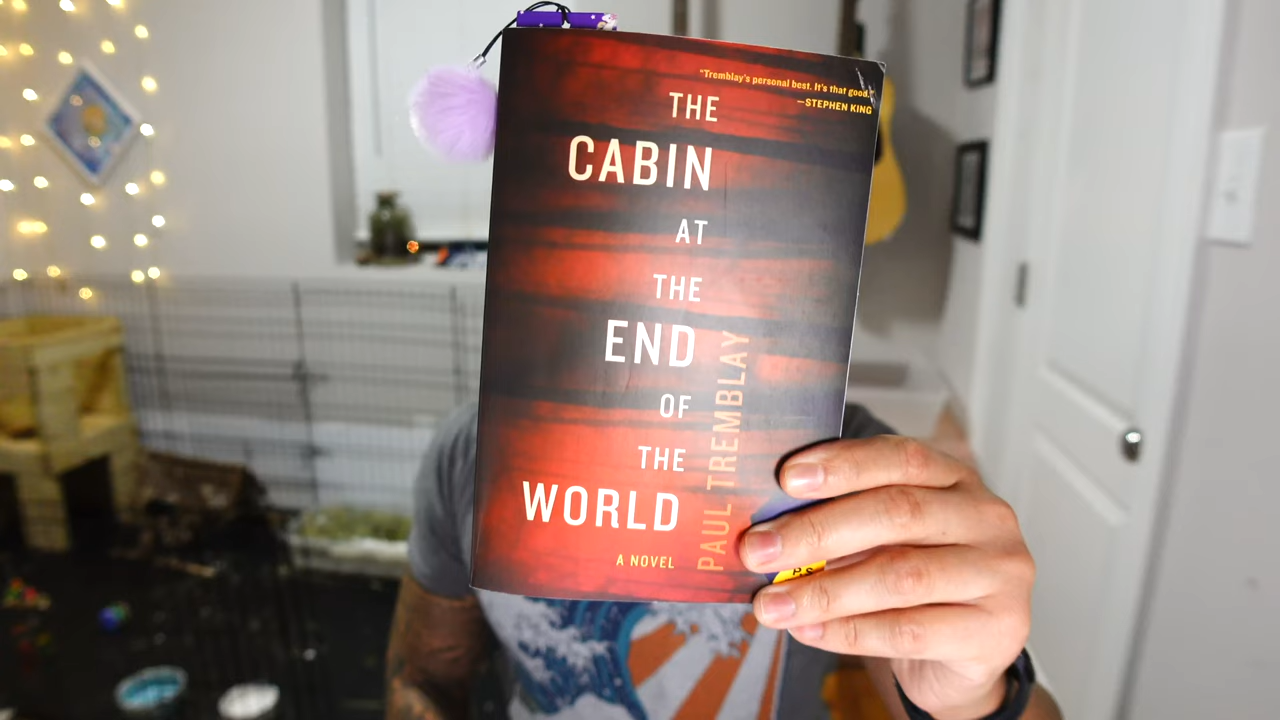 "Tremblay's personal best. It's that good."
—STEPHEN KING
THE
CABIN
AT
THE
END
OF
THE
WORLD
A NOVEL
PAUL TREMBLAY
P.S.